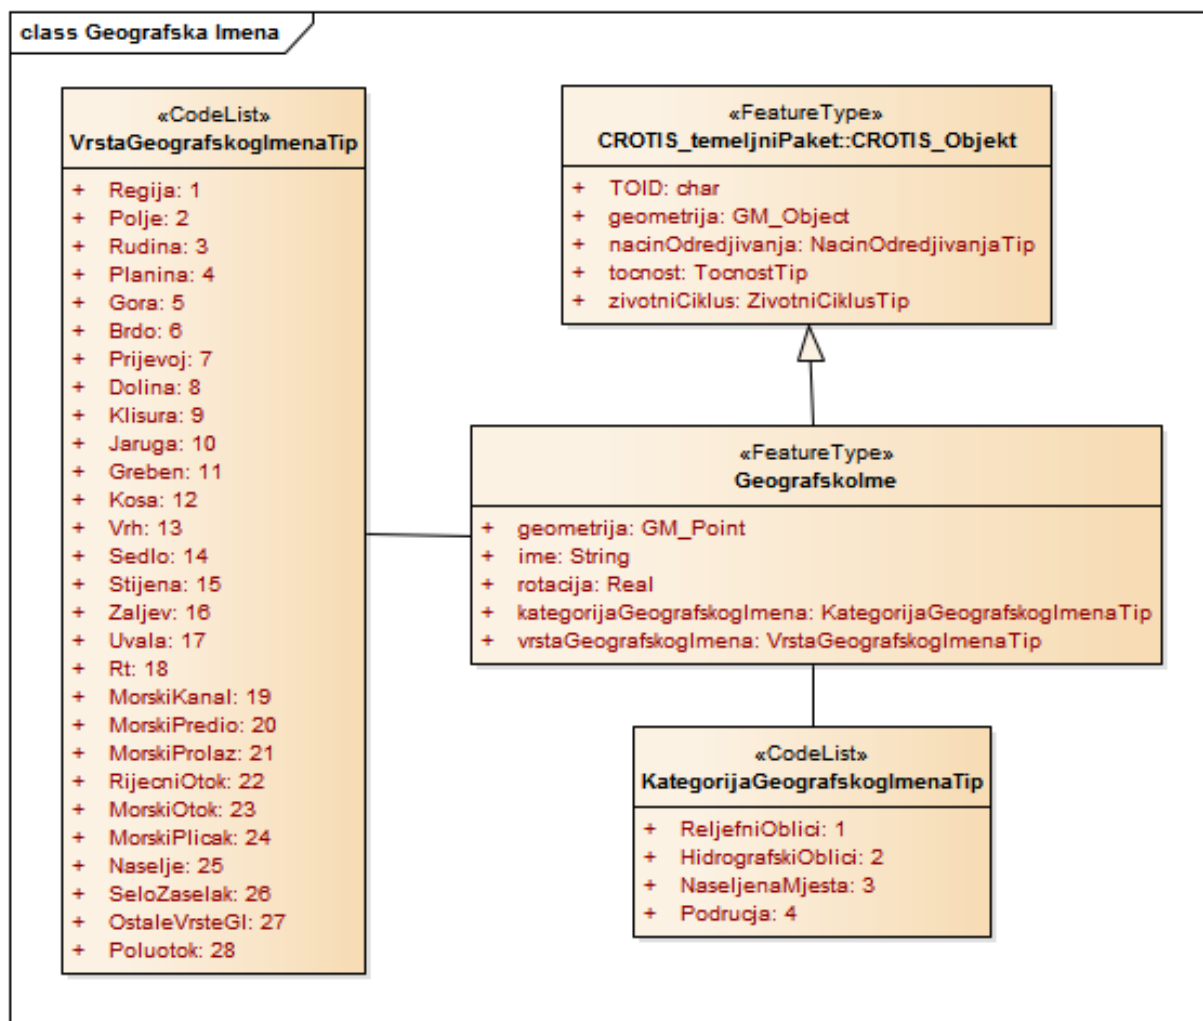 class Geografska Imena
«CodeList»
VrstaGeografskogImenaTip
+ Regija: 1
+ Polje: 2
+ Rudina: 3
+ Planina: 4
+ Gora: 5
+ Brdo: 6
+ Prijevoj: 7
+ Dolina: 8
+ Klisura: 9
+ Jaruga: 10
+ Greben: 11
+ Kosa: 12
+ Vrh: 13
+ Sedlo: 14
+ Stijena: 15
+ Zaljev: 16
+ Uvala: 17
+ Rt: 18
+ MorskiKanal: 19
+ MorskiPredio: 20
+ MorskiProlaz: 21
+ RijecniOtok: 22
+ MorskiOtok: 23
+ MorskiPlicak: 24
+ Naselje: 25
+ SeloZaselak: 26
+ OstaleVrsteGI: 27
+ Poluotok: 28
«FeatureType»
CROTIS_temeljniPaket::CROTIS_Objekt
+ TOID: char
+ geometrija: GM_Object
+ nacinOdredjivanja: NacinOdredjivanjaTip
+ tocnost: TocnostTip
+ zivotniCiklus: ZivotniCiklusTip
«FeatureType»
GeografskoIme
+ geometrija: GM_Point
+ ime: String
+ rotacija: Real
+ kategorijaGeografskogImena: KategorijaGeografskogImenaTip
+ vrstaGeografskogImena: VrstaGeografskogImenaTip
«CodeList»
KategorijaGeografskogImenaTip
+ ReljefniOblici: 1
+ HidrografskiOblici: 2
+ NaseljenaMjesta: 3
+ Podrucja: 4